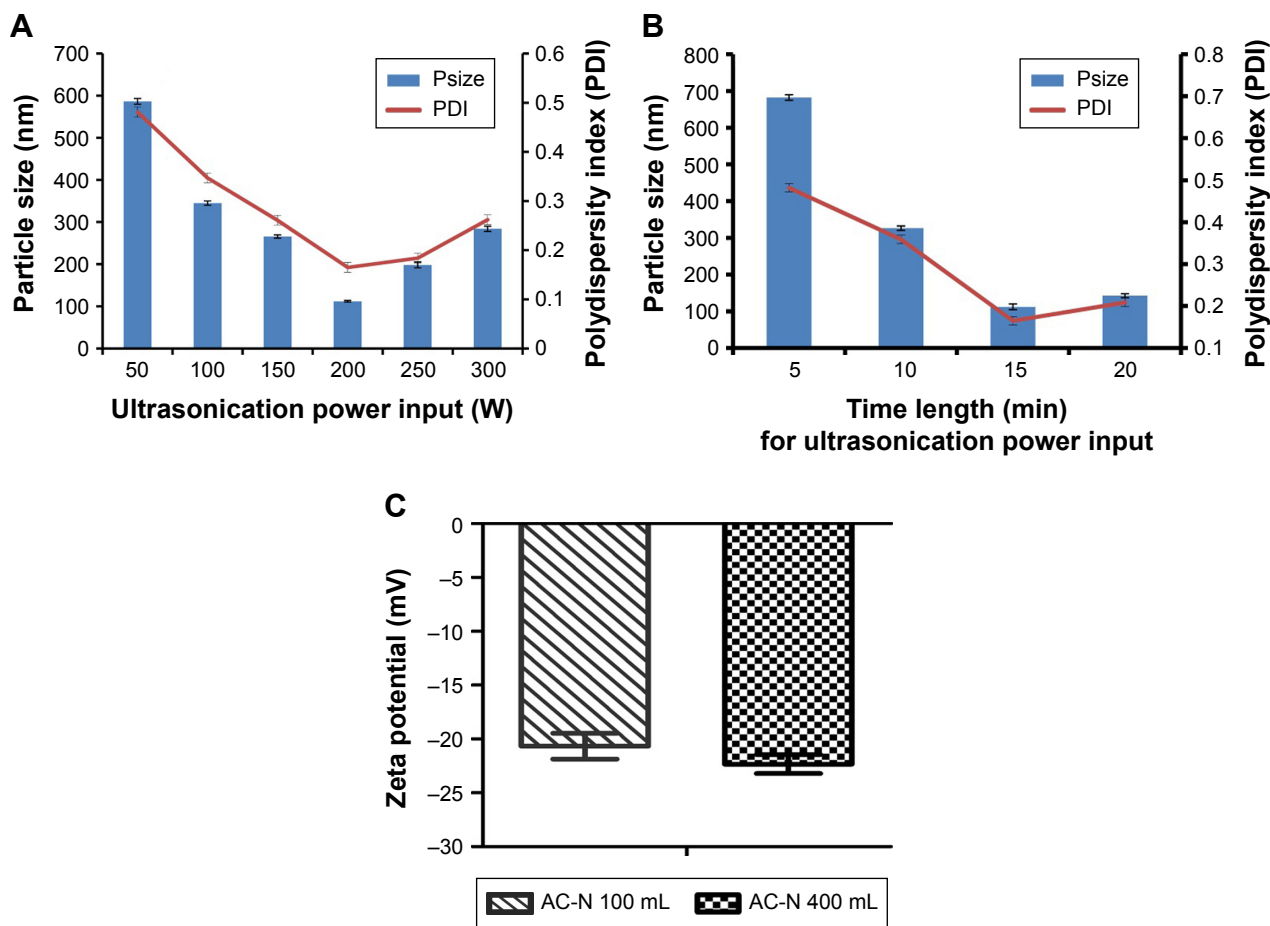 A
Particle size (nm)
700
600
500
400
300
200
100
0
Psize
PDI
0.6
0.5
0.4
0.3
0.2
0.1
0
Polydispersity index (PDI)
50 100 150 200 250 300
Ultrasonication power input (W)
B
Particle size (nm)
800
700
600
500
400
300
200
100
0
Psize
PDI
0.8
0.7
0.6
0.5
0.4
0.3
0.2
0.1
Polydispersity index (PDI)
5 10 15 20
Time length (min)
for ultrasonication power input
C
Zeta potential (mV)
0
–5
–10
–15
–20
–25
–30
AC-N 100 mL AC-N 400 mL